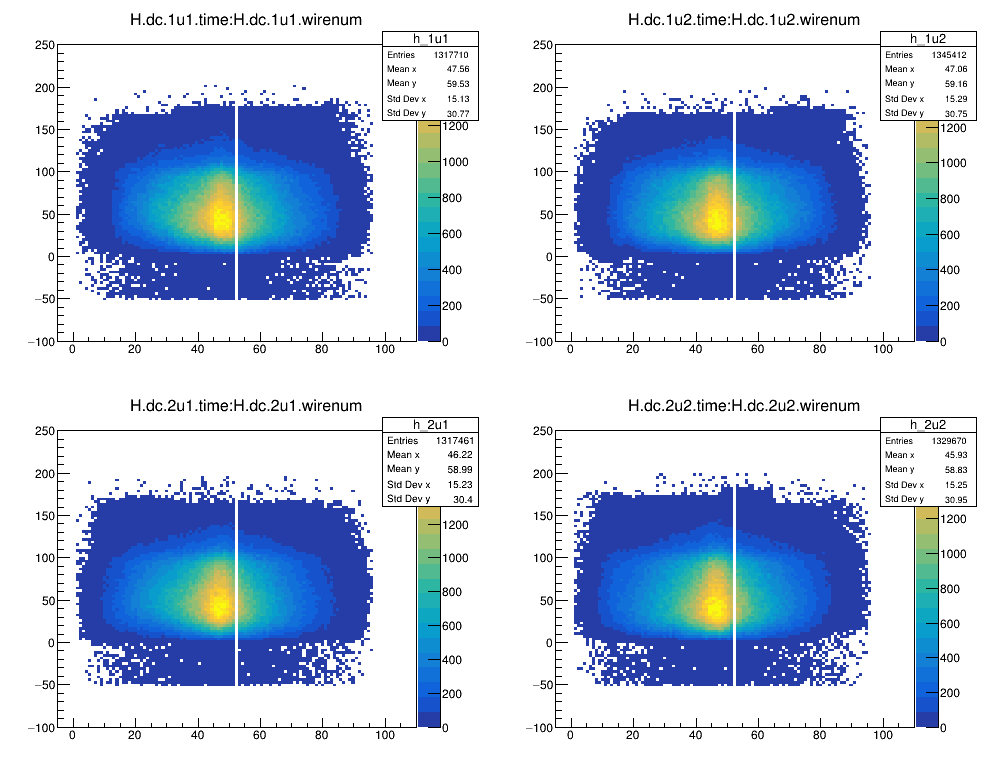 H.dc.1u1.time:H.dc.1u1.wirenum
h_1u1
Entries 1317710
Mean x 47.56
Mean y 59.53
Std Dev x 15.13
Std Dev y 30.77
250
200
150
100
50
0
−50
−100
0 20 40 60 80 100
1200
1000
800
600
400
200
0
H.dc.1u2.time:H.dc.1u2.wirenum
h_1u2
Entries 1345412
Mean x 47.06
Mean y 59.16
Std Dev x 15.29
Std Dev y 30.75
250
200
150
100
50
0
−50
−100
0 20 40 60 80 100
1200
1000
800
600
400
200
0
H.dc.2u1.time:H.dc.2u1.wirenum
h_2u1
Entries 1317461
Mean x 46.22
Mean y 58.99
Std Dev x 15.23
Std Dev y 30.4
250
200
150
100
50
0
−50
−100
0 20 40 60 80 100
1200
1000
800
600
400
200
0
H.dc.2u2.time:H.dc.2u2.wirenum
h_2u2
Entries 1329670
Mean x 45.93
Mean y 58.83
Std Dev x 15.25
Std Dev y 30.95
250
200
150
100
50
0
−50
−100
0 20 40 60 80 100
1200
1000
800
600
400
200
0